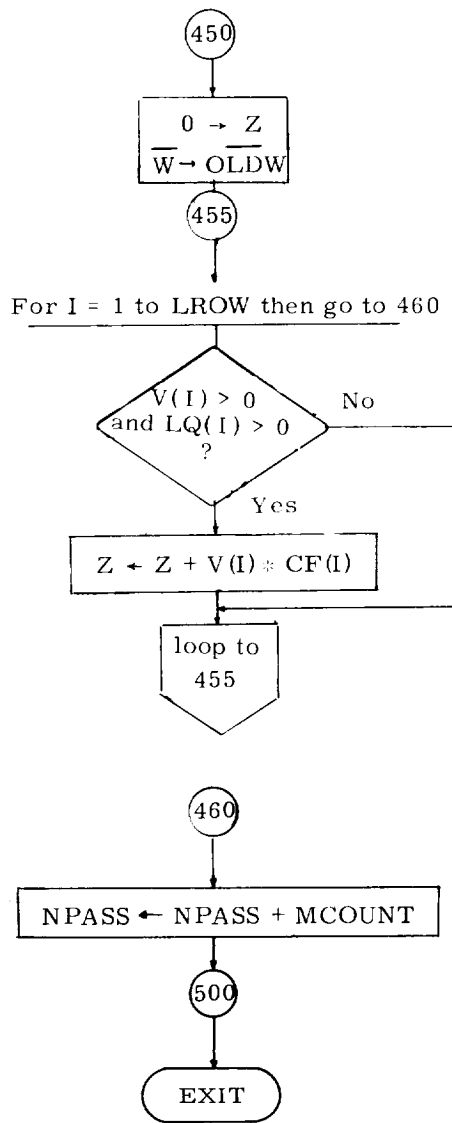 450
0 → Z
W̅ → O̅L̅D̅W̅
455
For I = 1 to LROW then go to 460
V(I) > 0
and LQ(I) > 0
?
No
Yes
Z ← Z + V(I) * CF(I)
loop to
455
460
NPASS ← NPASS + MCOUNT
500
EXIT